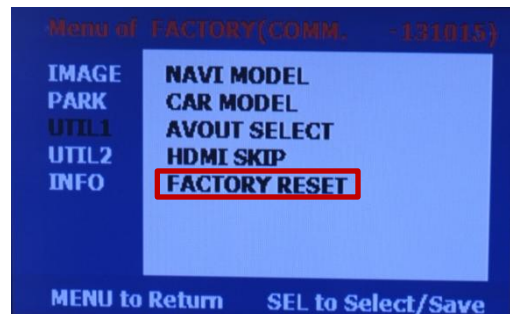 Menu of FACTORY(COMM. -131015)
IMAGE NAVI MODEL
PARK CAR MODEL
UTIL1 AVOUT SELECT
UTIL2 HDMI SKIP
INFO FACTORY RESET
MENU to Return SEL to Select/Save